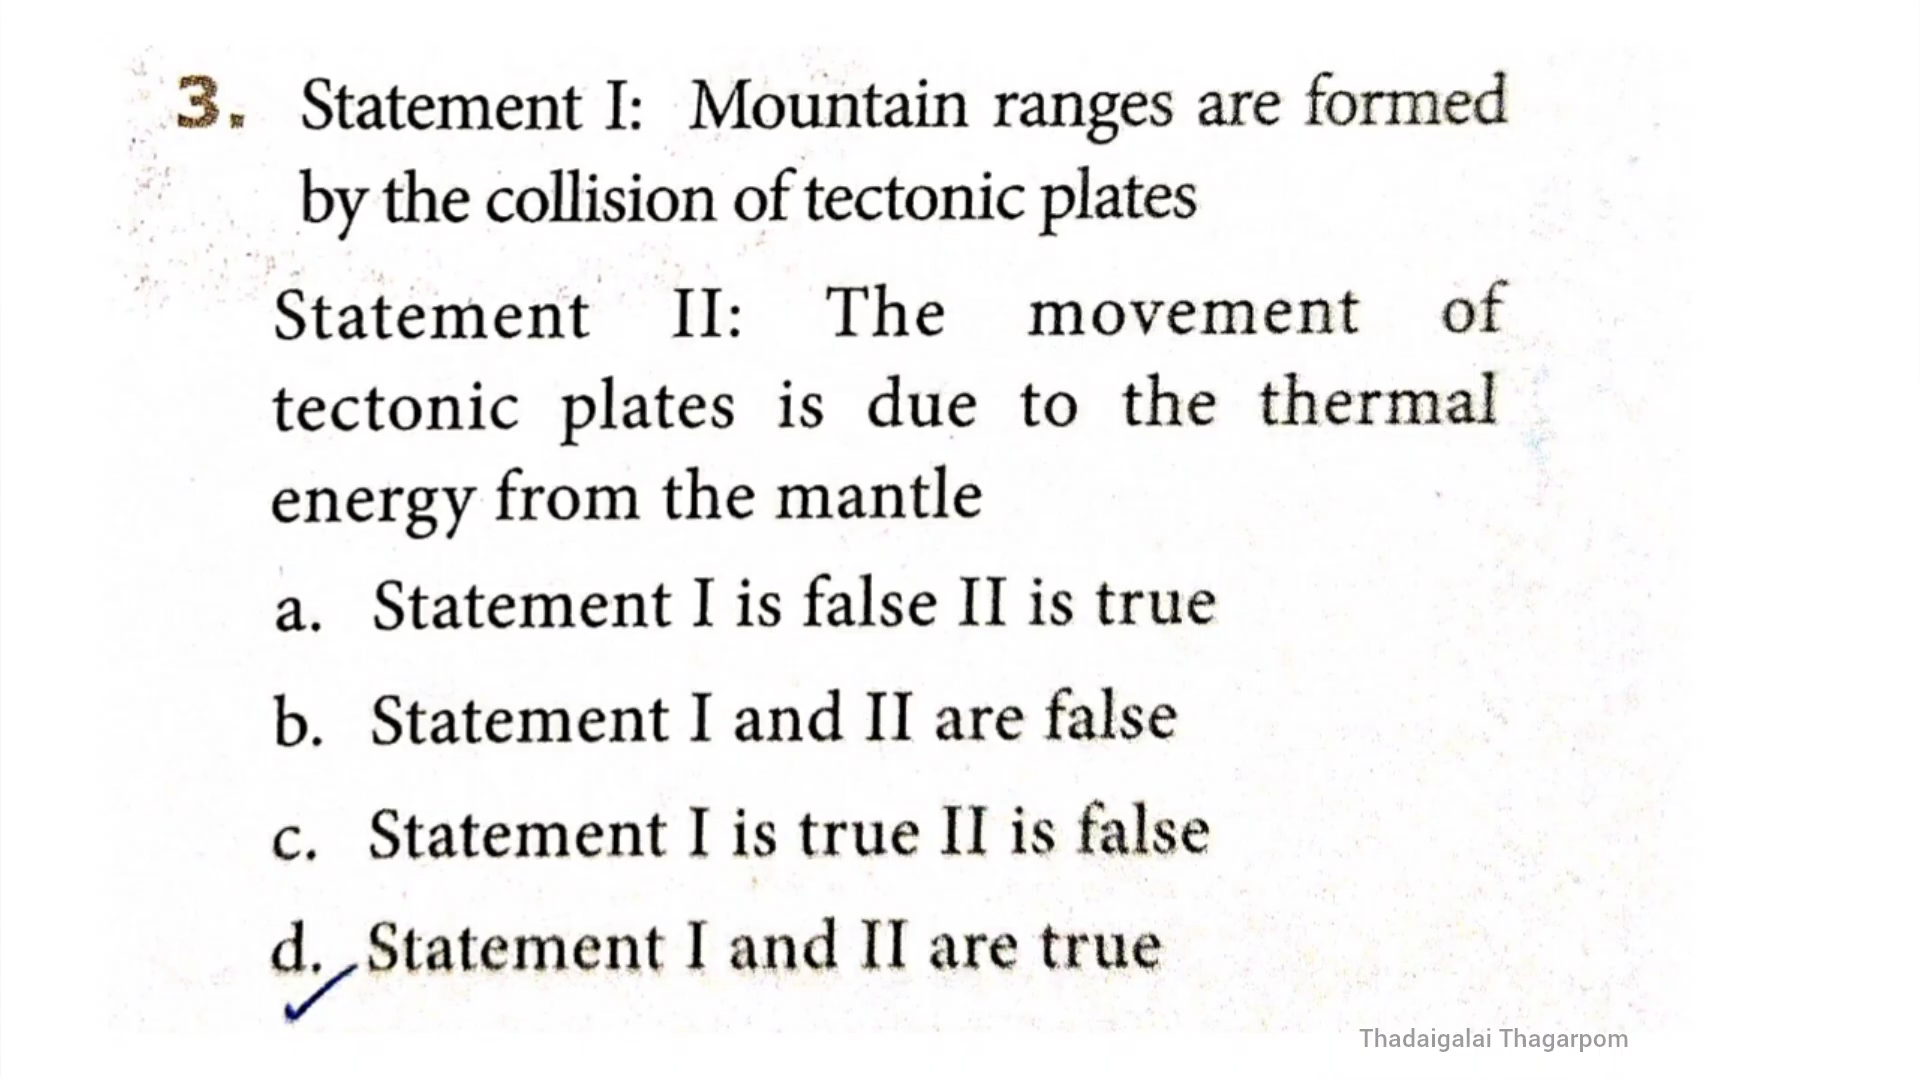 3. Statement I: Mountain ranges are formed
by the collision of tectonic plates
Statement II: The movement of
tectonic plates is due to the thermal
energy from the mantle
a. Statement I is false II is true
b. Statement I and II are false
c. Statement I is true II is false
d. Statement I and II are true
Thadaigalai Thagarpom